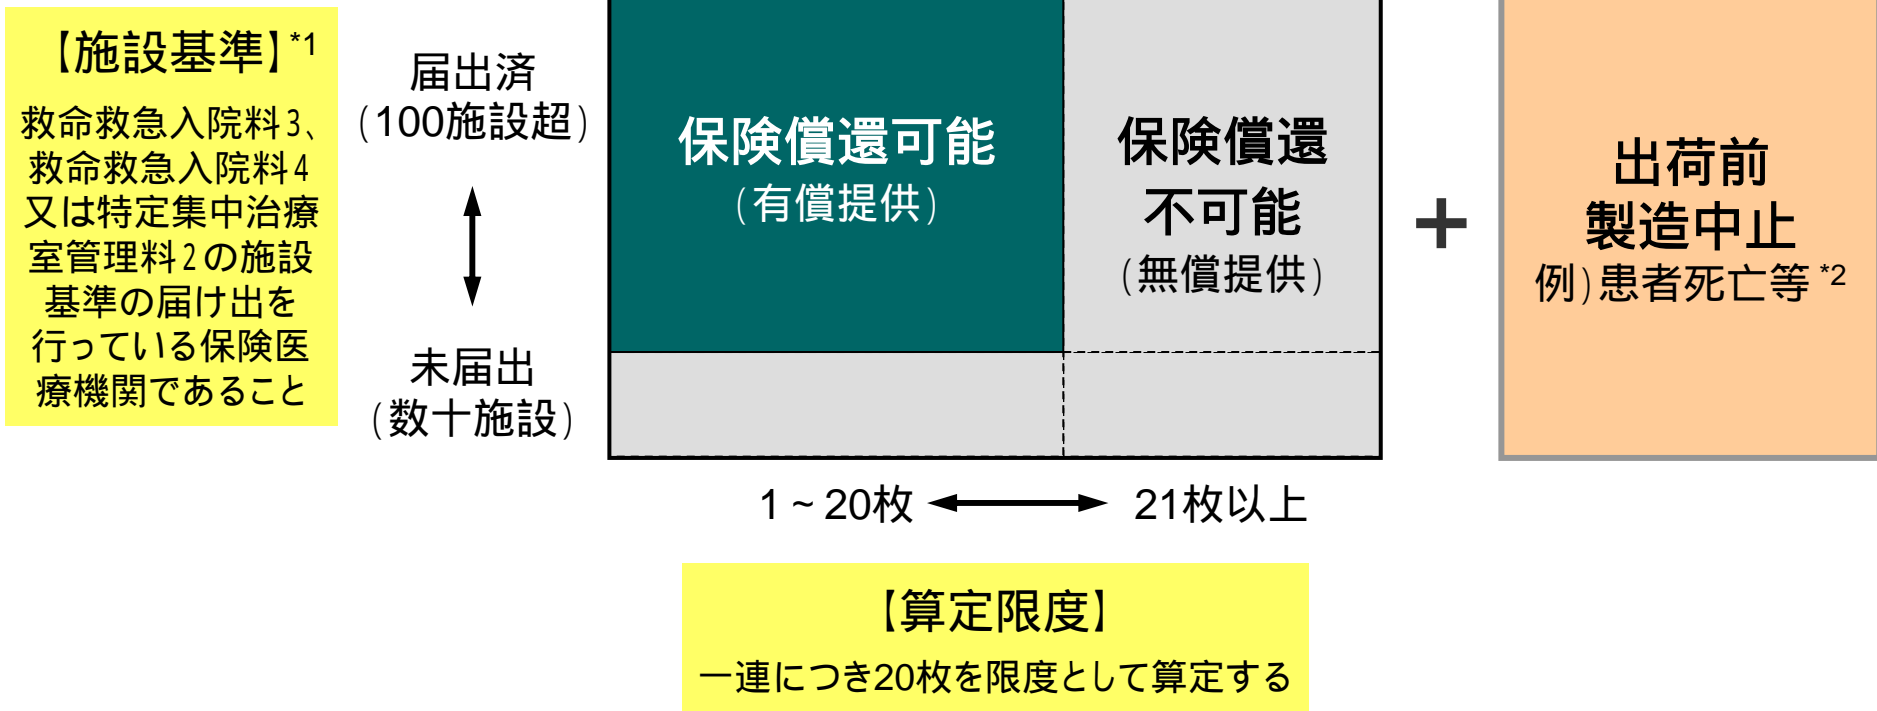 【施設基準】*1
救命救急入院料3、
救命救急入院料4
又は特定集中治療
室管理料2の施設
基準の届け出を
行っている保険医
療機関であること
届出済
(100施設超)
未届出
(数十施設)
保険償還可能
(有償提供)
保険償還
不可能
(無償提供)
+
出荷前
製造中止
例)患者死亡等*2
1~20枚
21枚以上
【算定限度】
一連につき20枚を限度として算定する